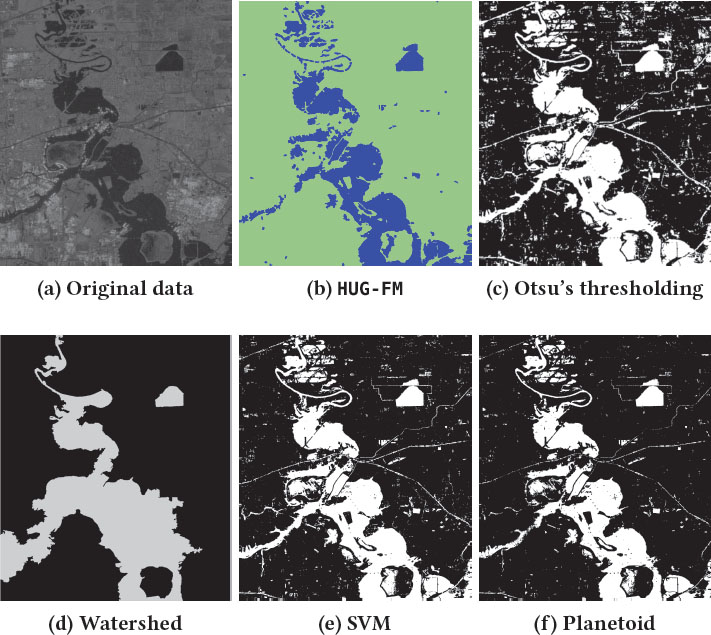 (a) Original data
(b) HUG-FM
(c) Otsu's thresholding
(d) Watershed
(e) SVM
(f) Planetoid